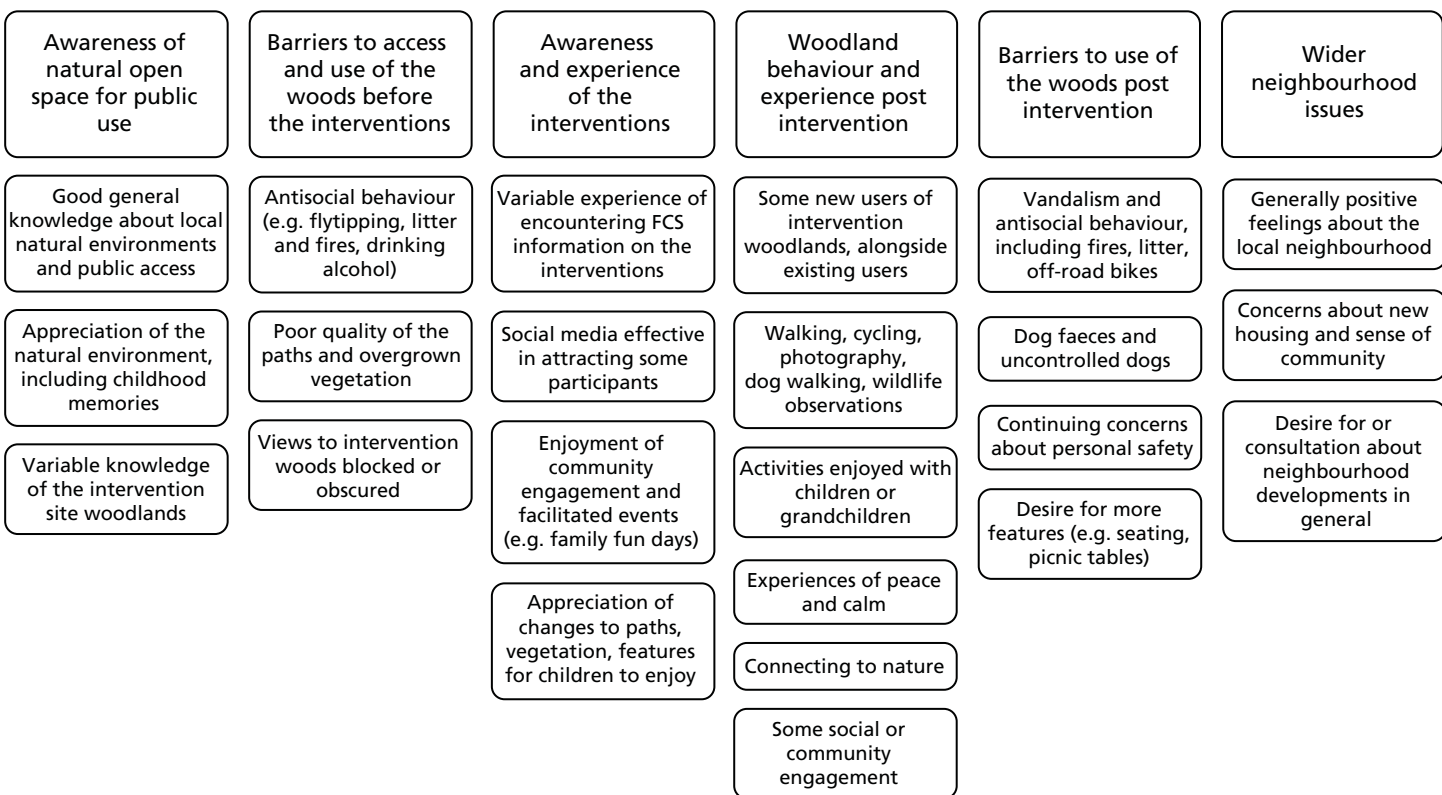 Awareness of
natural open
space for public
use
Good general
knowledge about local
natural environments
and public access
Appreciation of the
natural environment,
including childhood
memories
Variable knowledge
of the intervention
site woodlands
Barriers to access
and use of the
woods before
the interventions
Antisocial behaviour
(e.g. flytipping, litter
and fires, drinking
alcohol)
Poor quality of the
paths and overgrown
vegetation
Views to intervention
woods blocked or
obscured
Awareness
and experience
of the
interventions
Variable experience of
encountering FCS
information on the
interventions
Social media effective
in attracting some
participants
Enjoyment of
community
engagement and
facilitated events
(e.g. family fun days)
Appreciation of
changes to paths,
vegetation, features
for children to enjoy
Woodland
behaviour and
experience post
intervention
Some new users of
intervention
woodlands, alongside
existing users
Walking, cycling,
photography,
dog walking, wildlife
observations
Activities enjoyed with
children or
grandchildren
Experiences of peace
and calm
Connecting to nature
Some social or
community
engagement
Barriers to use of
the woods post
intervention
Vandalism and
antisocial behaviour,
including fires, litter,
off-road bikes
Dog faeces and
uncontrolled dogs
Continuing concerns
about personal safety
Desire for more
features (e.g. seating,
picnic tables)
Wider
neighbourhood
issues
Generally positive
feelings about the
local neighbourhood
Concerns about new
housing and sense of
community
Desire for or
consultation about
neighbourhood
developments in
general